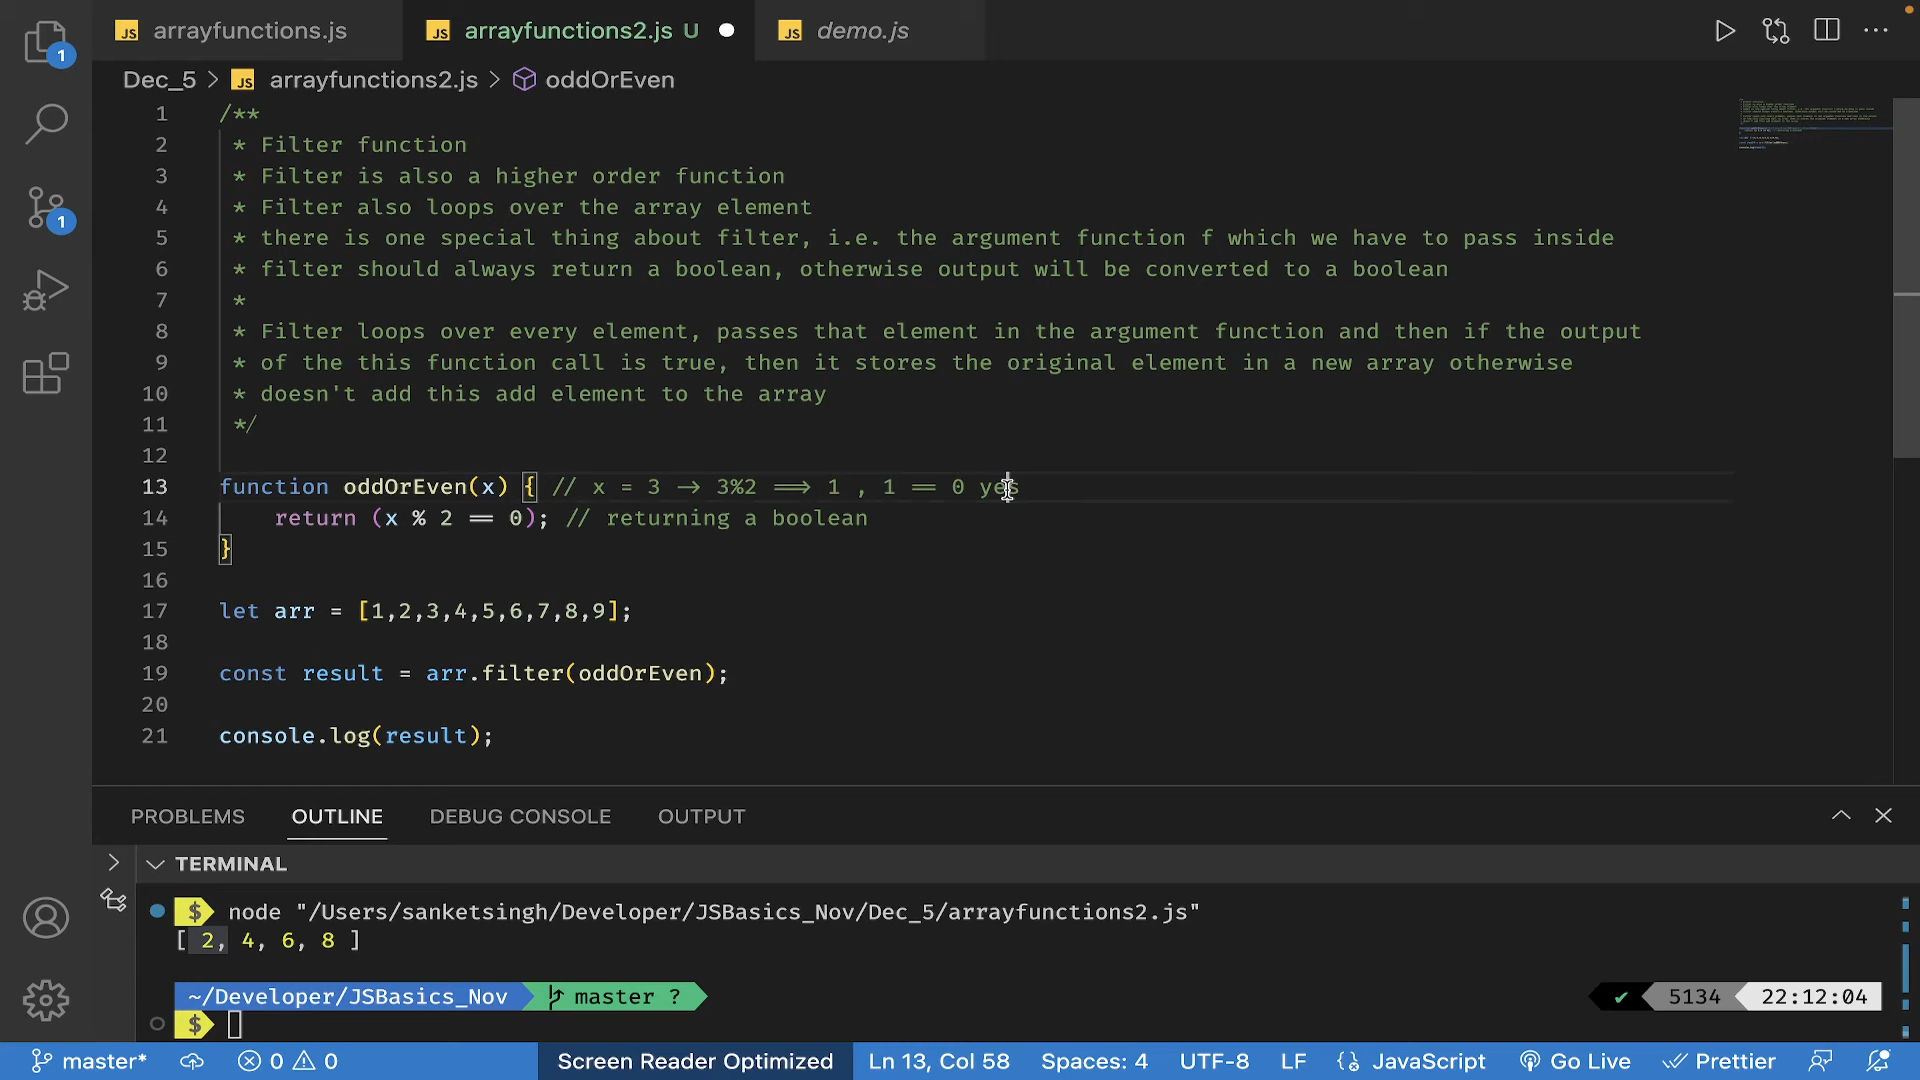 1
1
JS arrayfunctions.js
JS arrayfunctions2.js U
JS demo.js
Dec_5 > JS arrayfunctions2.js > oddOrEven
1 /**
2 * Filter function
3 * Filter is also a higher order function
4 * Filter also loops over the array element
5 * there is one special thing about filter, i.e. the argument function f which we have to pass inside
6 * filter should always return a boolean, otherwise output will be converted to a boolean
7 *
8 * Filter loops over every element, passes that element in the argument function and then if the output
9 * of the this function call is true, then it stores the original element in a new array otherwise
10 * doesn't add this add element to the array
11 */
12
13 function oddOrEven(x) { // x = 3 -> 3%2 ==> 1 , 1 == 0 yes
14 return (x % 2 == 0); // returning a boolean
15 }
16
17 let arr = [1,2,3,4,5,6,7,8,9];
18
19 const result = arr.filter(oddOrEven);
20
21 console.log(result);
PROBLEMS OUTLINE DEBUG CONSOLE OUTPUT
TERMINAL
$ node "/Users/sanketsingh/Developer/JSBasics_Nov/Dec_5/arrayfunctions2.js"
[ 2, 4, 6, 8 ]
~/Developer/JSBasics_Nov master ? ✔ 5134 22:12:04
$
master* 0 0 Screen Reader Optimized Ln 13, Col 58 Spaces: 4 UTF-8 LF JavaScript Go Live Prettier